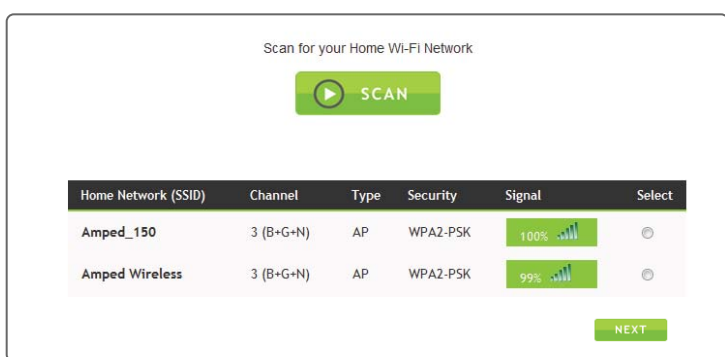 Scan for your Home Wi-Fi Network
SCAN
Home Network (SSID) Channel Type Security Signal Select
Amped_150 3 (B+G+N) AP WPA2-PSK 100%
Amped Wireless 3 (B+G+N) AP WPA2-PSK 99%
NEXT